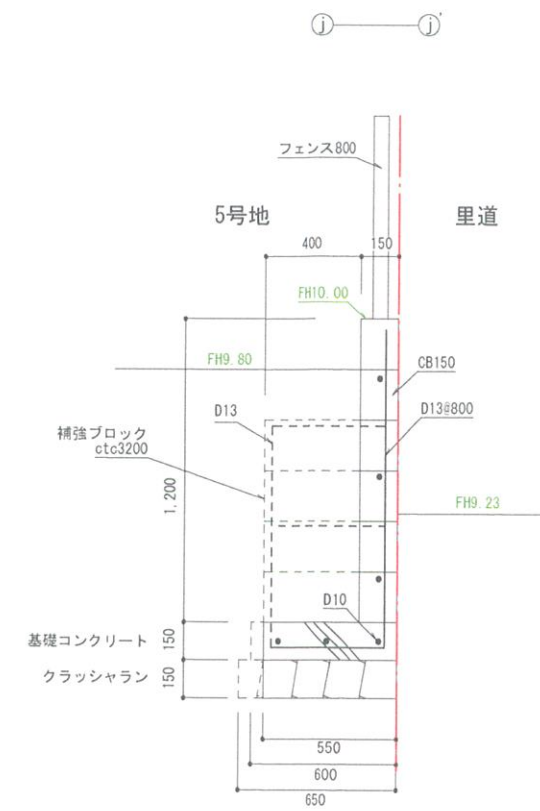 j j'
フェンス800
5号地 里道
400 150
FH10.00
FH9.80
CB150
D13 D13@800
補強ブロック
ctc3200
1,200
FH9.23
D10
基礎コンクリート 150
クラッシャラン 150
550
600
650